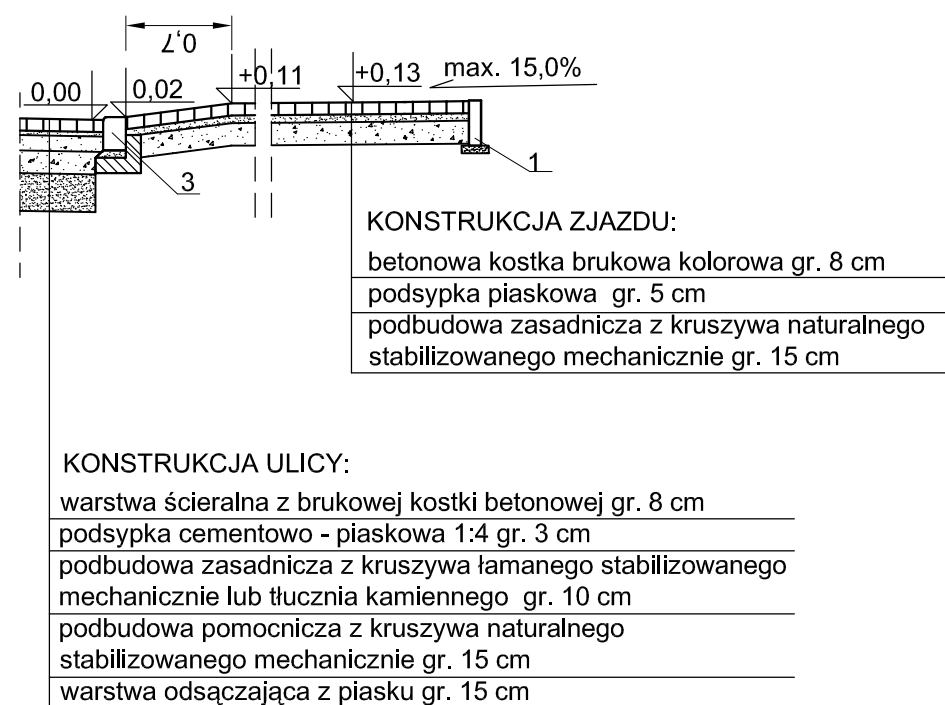 0,7
0,00
0,02
+0,11
+0,13
max. 15,0%
3
1
KONSTRUKCJA ZJAZDU:
betonowa kostka brukowa kolorowa gr. 8 cm
podsypka piaskowa gr. 5 cm
podbudowa zasadnicza z kruszywa naturalnego
stabilizowanego mechanicznie gr. 15 cm
KONSTRUKCJA ULICY:
warstwa ścieralna z brukowej kostki betonowej gr. 8 cm
podsypka cementowo - piaskowa 1:4 gr. 3 cm
podbudowa zasadnicza z kruszywa łamanego stabilizowanego
mechanicznie lub tłucznia kamiennego gr. 10 cm
podbudowa pomocnicza z kruszywa naturalnego
stabilizowanego mechanicznie gr. 15 cm
warstwa odsączająca z piasku gr. 15 cm